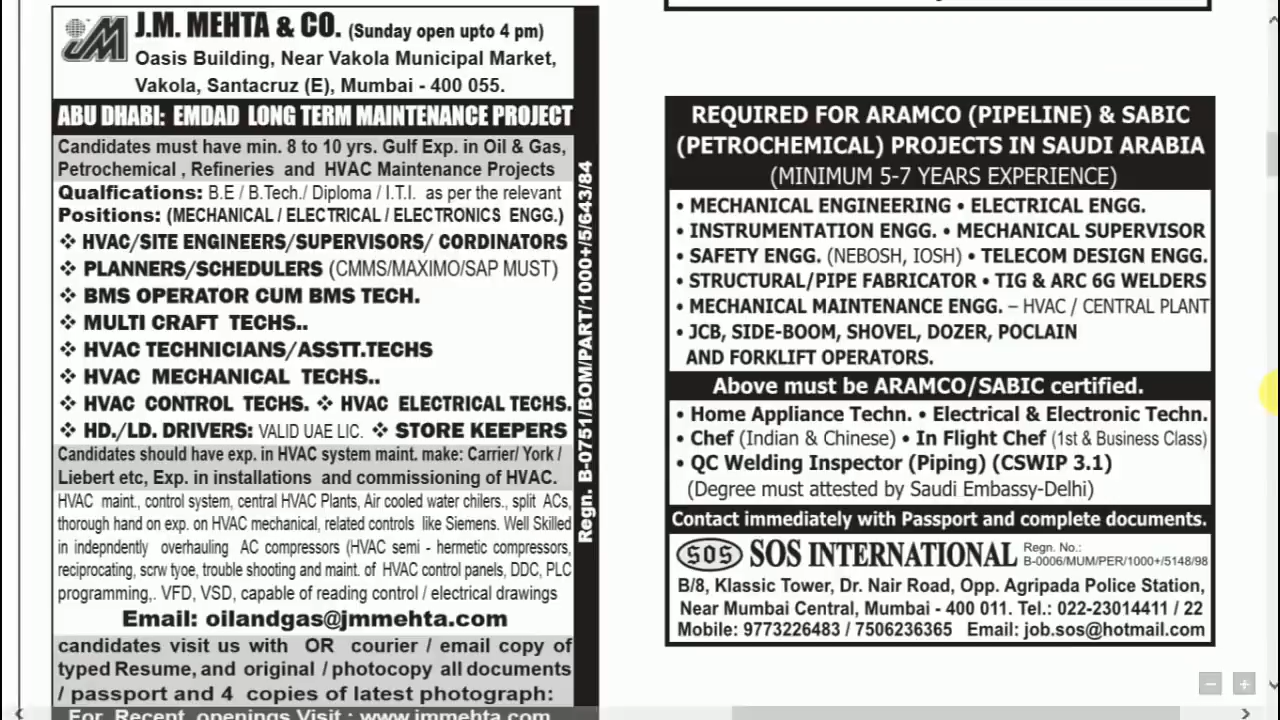 J.M. MEHTA & CO. (Sunday open upto 4 pm)
Oasis Building, Near Vakola Municipal Market,
Vakola, Santacruz (E), Mumbai - 400 055.
ABU DHABI: EMDAD LONG TERM MAINTENANCE PROJECT
Candidates must have min. 8 to 10 yrs. Gulf Exp. in Oil & Gas,
Petrochemical , Refineries and HVAC Maintenance Projects
Qualfications: B.E / B.Tech./ Diploma / I.T.I. as per the relevant
Positions: (MECHANICAL / ELECTRICAL / ELECTRONICS ENGG.)
❖ HVAC/SITE ENGINEERS/SUPERVISORS/ CORDINATORS
❖ PLANNERS/SCHEDULERS (CMMS/MAXIMO/SAP MUST)
❖ BMS OPERATOR CUM BMS TECH.
❖ MULTI CRAFT TECHS..
❖ HVAC TECHNICIANS/ASSTT.TECHS
❖ HVAC MECHANICAL TECHS..
❖ HVAC CONTROL TECHS. ❖ HVAC ELECTRICAL TECHS.
❖ HD./LD. DRIVERS: VALID UAE LIC. ❖ STORE KEEPERS
Candidates should have exp. in HVAC system maint. make: Carrier/ York /
Liebert etc, Exp. in installations and commissioning of HVAC.
HVAC maint., control system, central HVAC Plants, Air cooled water chilers., split ACs,
thorough hand on exp. on HVAC mechanical, related controls like Siemens. Well Skilled
in indepndently overhauling AC compressors (HVAC semi - hermetic compressors,
reciprocating, scrw tyoe, trouble shooting and maint. of HVAC control panels, DDC, PLC
programming,. VFD, VSD, capable of reading control / electrical drawings
Email: oilandgas@jmmehta.com
candidates visit us with OR courier / email copy of
typed Resume, and original / photocopy all documents
/ passport and 4 copies of latest photograph:
For Recent openings Visit : www.jmmehta.com
Regn. B-0751/BOM/PART/1000+/5/643/84
REQUIRED FOR ARAMCO (PIPELINE) & SABIC
(PETROCHEMICAL) PROJECTS IN SAUDI ARABIA
(MINIMUM 5-7 YEARS EXPERIENCE)
• MECHANICAL ENGINEERING • ELECTRICAL ENGG.
• INSTRUMENTATION ENGG. • MECHANICAL SUPERVISOR
• SAFETY ENGG. (NEBOSH, IOSH) • TELECOM DESIGN ENGG.
• STRUCTURAL/PIPE FABRICATOR • TIG & ARC 6G WELDERS
• MECHANICAL MAINTENANCE ENGG. – HVAC / CENTRAL PLANT
• JCB, SIDE-BOOM, SHOVEL, DOZER, POCLAIN
AND FORKLIFT OPERATORS.
Above must be ARAMCO/SABIC certified.
• Home Appliance Techn. • Electrical & Electronic Techn.
• Chef (Indian & Chinese) • In Flight Chef (1st & Business Class)
• QC Welding Inspector (Piping) (CSWIP 3.1)
(Degree must attested by Saudi Embassy-Delhi)
Contact immediately with Passport and complete documents.
SOS SOS INTERNATIONAL Regn. No.:
B-0006/MUM/PER/1000+/5148/98
B/8, Klassic Tower, Dr. Nair Road, Opp. Agripada Police Station,
Near Mumbai Central, Mumbai - 400 011. Tel.: 022-23014411 / 22
Mobile: 9773226483 / 7506236365 Email: job.sos@hotmail.com